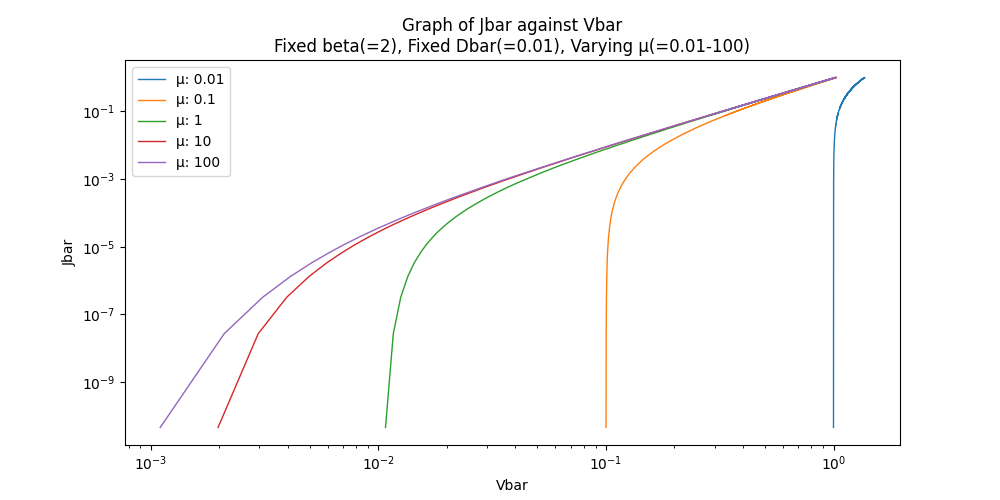 Graph of Jbar against Vbar
Fixed beta(=2), Fixed Dbar(=0.01), Varying μ(=0.01-100)
μ: 0.01
μ: 0.1
μ: 1
μ: 10
μ: 100
10⁻¹
10⁻³
10⁻⁵
10⁻⁷
10⁻⁹
Jbar
10⁻³ 10⁻² 10⁻¹ 10⁰
Vbar